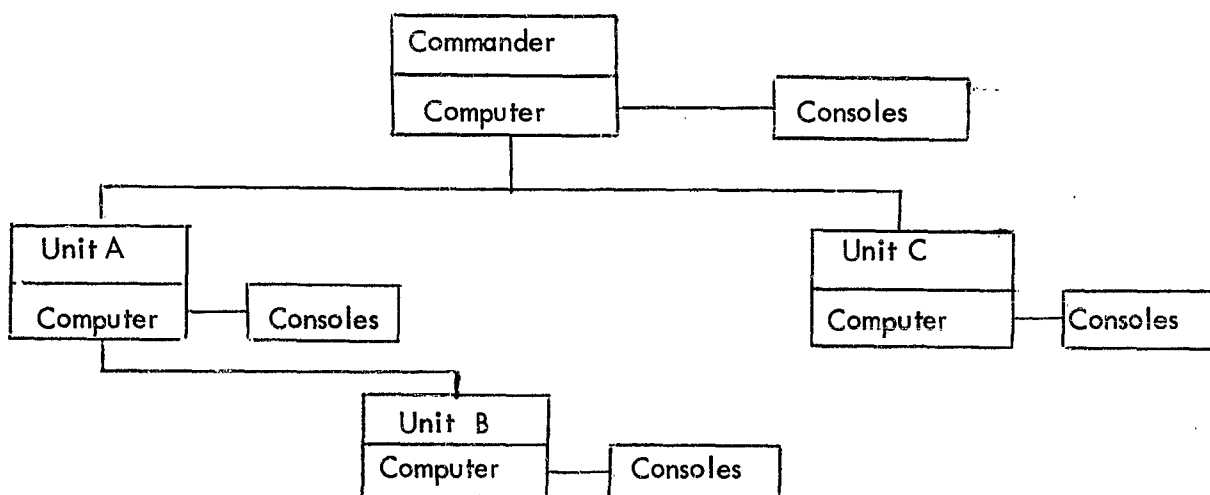 Commander
Computer
Consoles
Unit A
Computer
Consoles
Unit C
Computer
Consoles
Unit B
Computer
Consoles